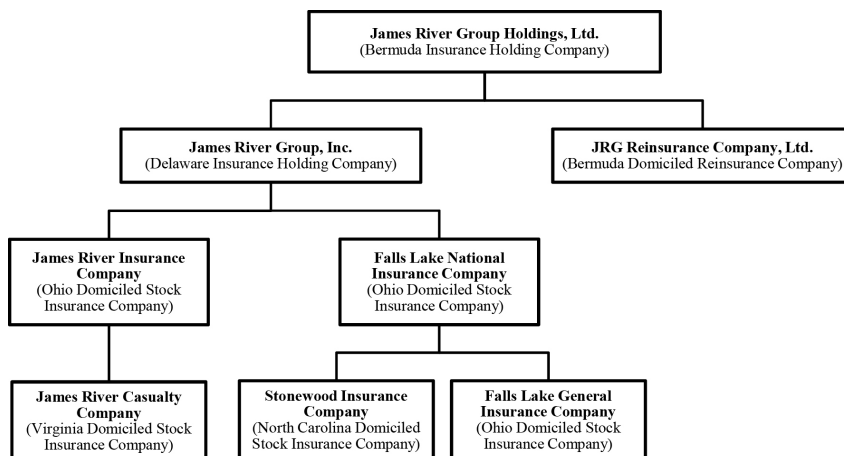 James River Group Holdings, Ltd.
(Bermuda Insurance Holding Company)
James River Group, Inc.
(Delaware Insurance Holding Company)
JRG Reinsurance Company, Ltd.
(Bermuda Domiciled Reinsurance Company)
James River Insurance
Company
(Ohio Domiciled Stock
Insurance Company)
Falls Lake National
Insurance Company
(Ohio Domiciled Stock
Insurance Company)
James River Casualty
Company
(Virginia Domiciled Stock
Insurance Company)
Stonewood Insurance
Company
(North Carolina Domiciled
Stock Insurance Company)
Falls Lake General
Insurance Company
(Ohio Domiciled Stock
Insurance Company)